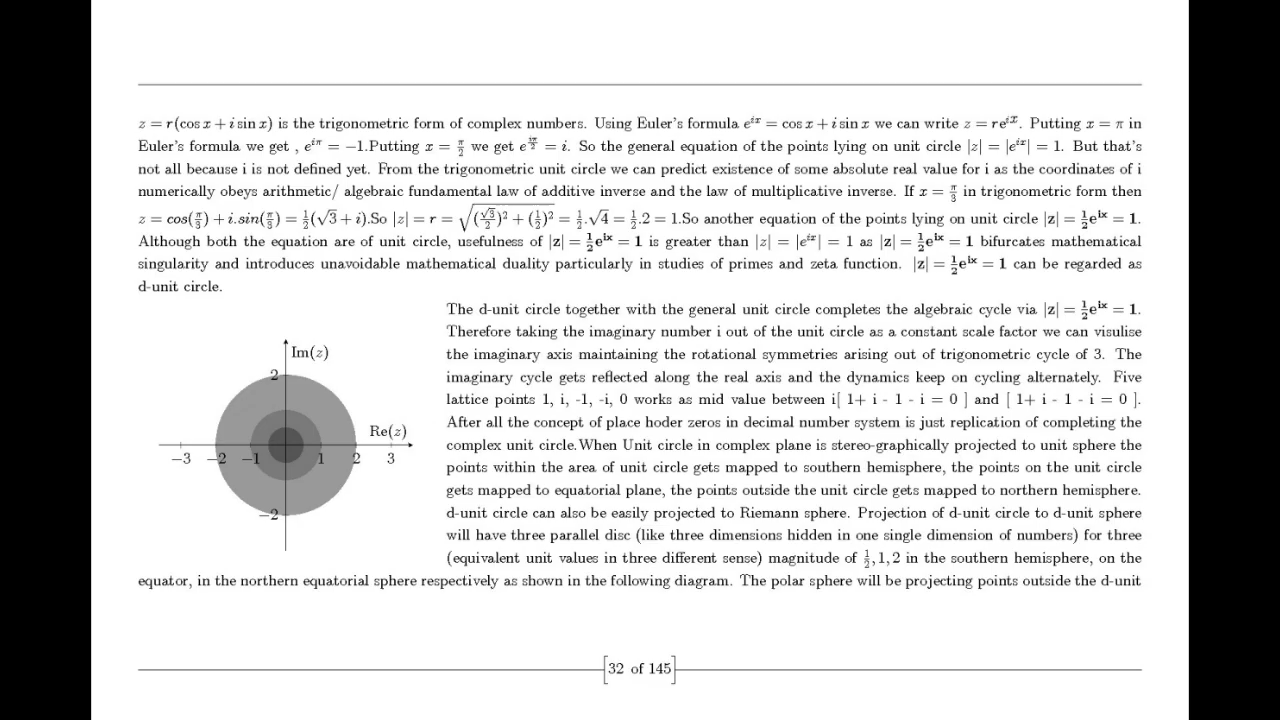 z = r(cos x + i sin x) is the trigonometric form of complex numbers. Using Euler's formula e^{ix} = cos x + i sin x we can write z = re^{ix}. Putting x = π in
Euler's formula we get , e^{iπ} = −1.Putting x = π/2 we get e^{iπ/2} = i. So the general equation of the points lying on unit circle |z| = |e^{ix}| = 1. But that's
not all because i is not defined yet. From the trigonometric unit circle we can predict existence of some absolute real value for i as the coordinates of i
numerically obeys arithmetic/ algebraic fundamental law of additive inverse and the law of multiplicative inverse. If x = π/3 in trigonometric form then
z = cos(π/3) + i.sin(π/3) = 1/2(√3 + i).So |z| = r = √((√3/2)² + (1/2)²) = 1/2.√4 = 1/2.2 = 1.So another equation of the points lying on unit circle |z| = 1/2e^{ix} = 1.
Although both the equation are of unit circle, usefulness of |z| = 1/2e^{ix} = 1 is greater than |z| = |e^{ix}| = 1 as |z| = 1/2e^{ix} = 1 bifurcates mathematical
singularity and introduces unavoidable mathematical duality particularly in studies of primes and zeta function. |z| = 1/2e^{ix} = 1 can be regarded as
d-unit circle.
The d-unit circle together with the general unit circle completes the algebraic cycle via |z| = 1/2e^{ix} = 1.
Therefore taking the imaginary number i out of the unit circle as a constant scale factor we can visulise
the imaginary axis maintaining the rotational symmetries arising out of trigonometric cycle of 3. The
imaginary cycle gets reflected along the real axis and the dynamics keep on cycling alternately. Five
lattice points 1, i, -1, -i, 0 works as mid value between i[ 1+ i - 1 - i = 0 ] and [ 1+ i - 1 - i = 0 ].
After all the concept of place hoder zeros in decimal number system is just replication of completing the
complex unit circle.When Unit circle in complex plane is stereo-graphically projected to unit sphere the
points within the area of unit circle gets mapped to southern hemisphere, the points on the unit circle
gets mapped to equatorial plane, the points outside the unit circle gets mapped to northern hemisphere.
d-unit circle can also be easily projected to Riemann sphere. Projection of d-unit circle to d-unit sphere
will have three parallel disc (like three dimensions hidden in one single dimension of numbers) for three
(equivalent unit values in three different sense) magnitude of 1/2, 1, 2 in the southern hemisphere, on the
equator, in the northern equatorial sphere respectively as shown in the following diagram. The polar sphere will be projecting points outside the d-unit
Im(z)
2
Re(z)
−3 −2 −1 1 2 3
−2
32 of 145